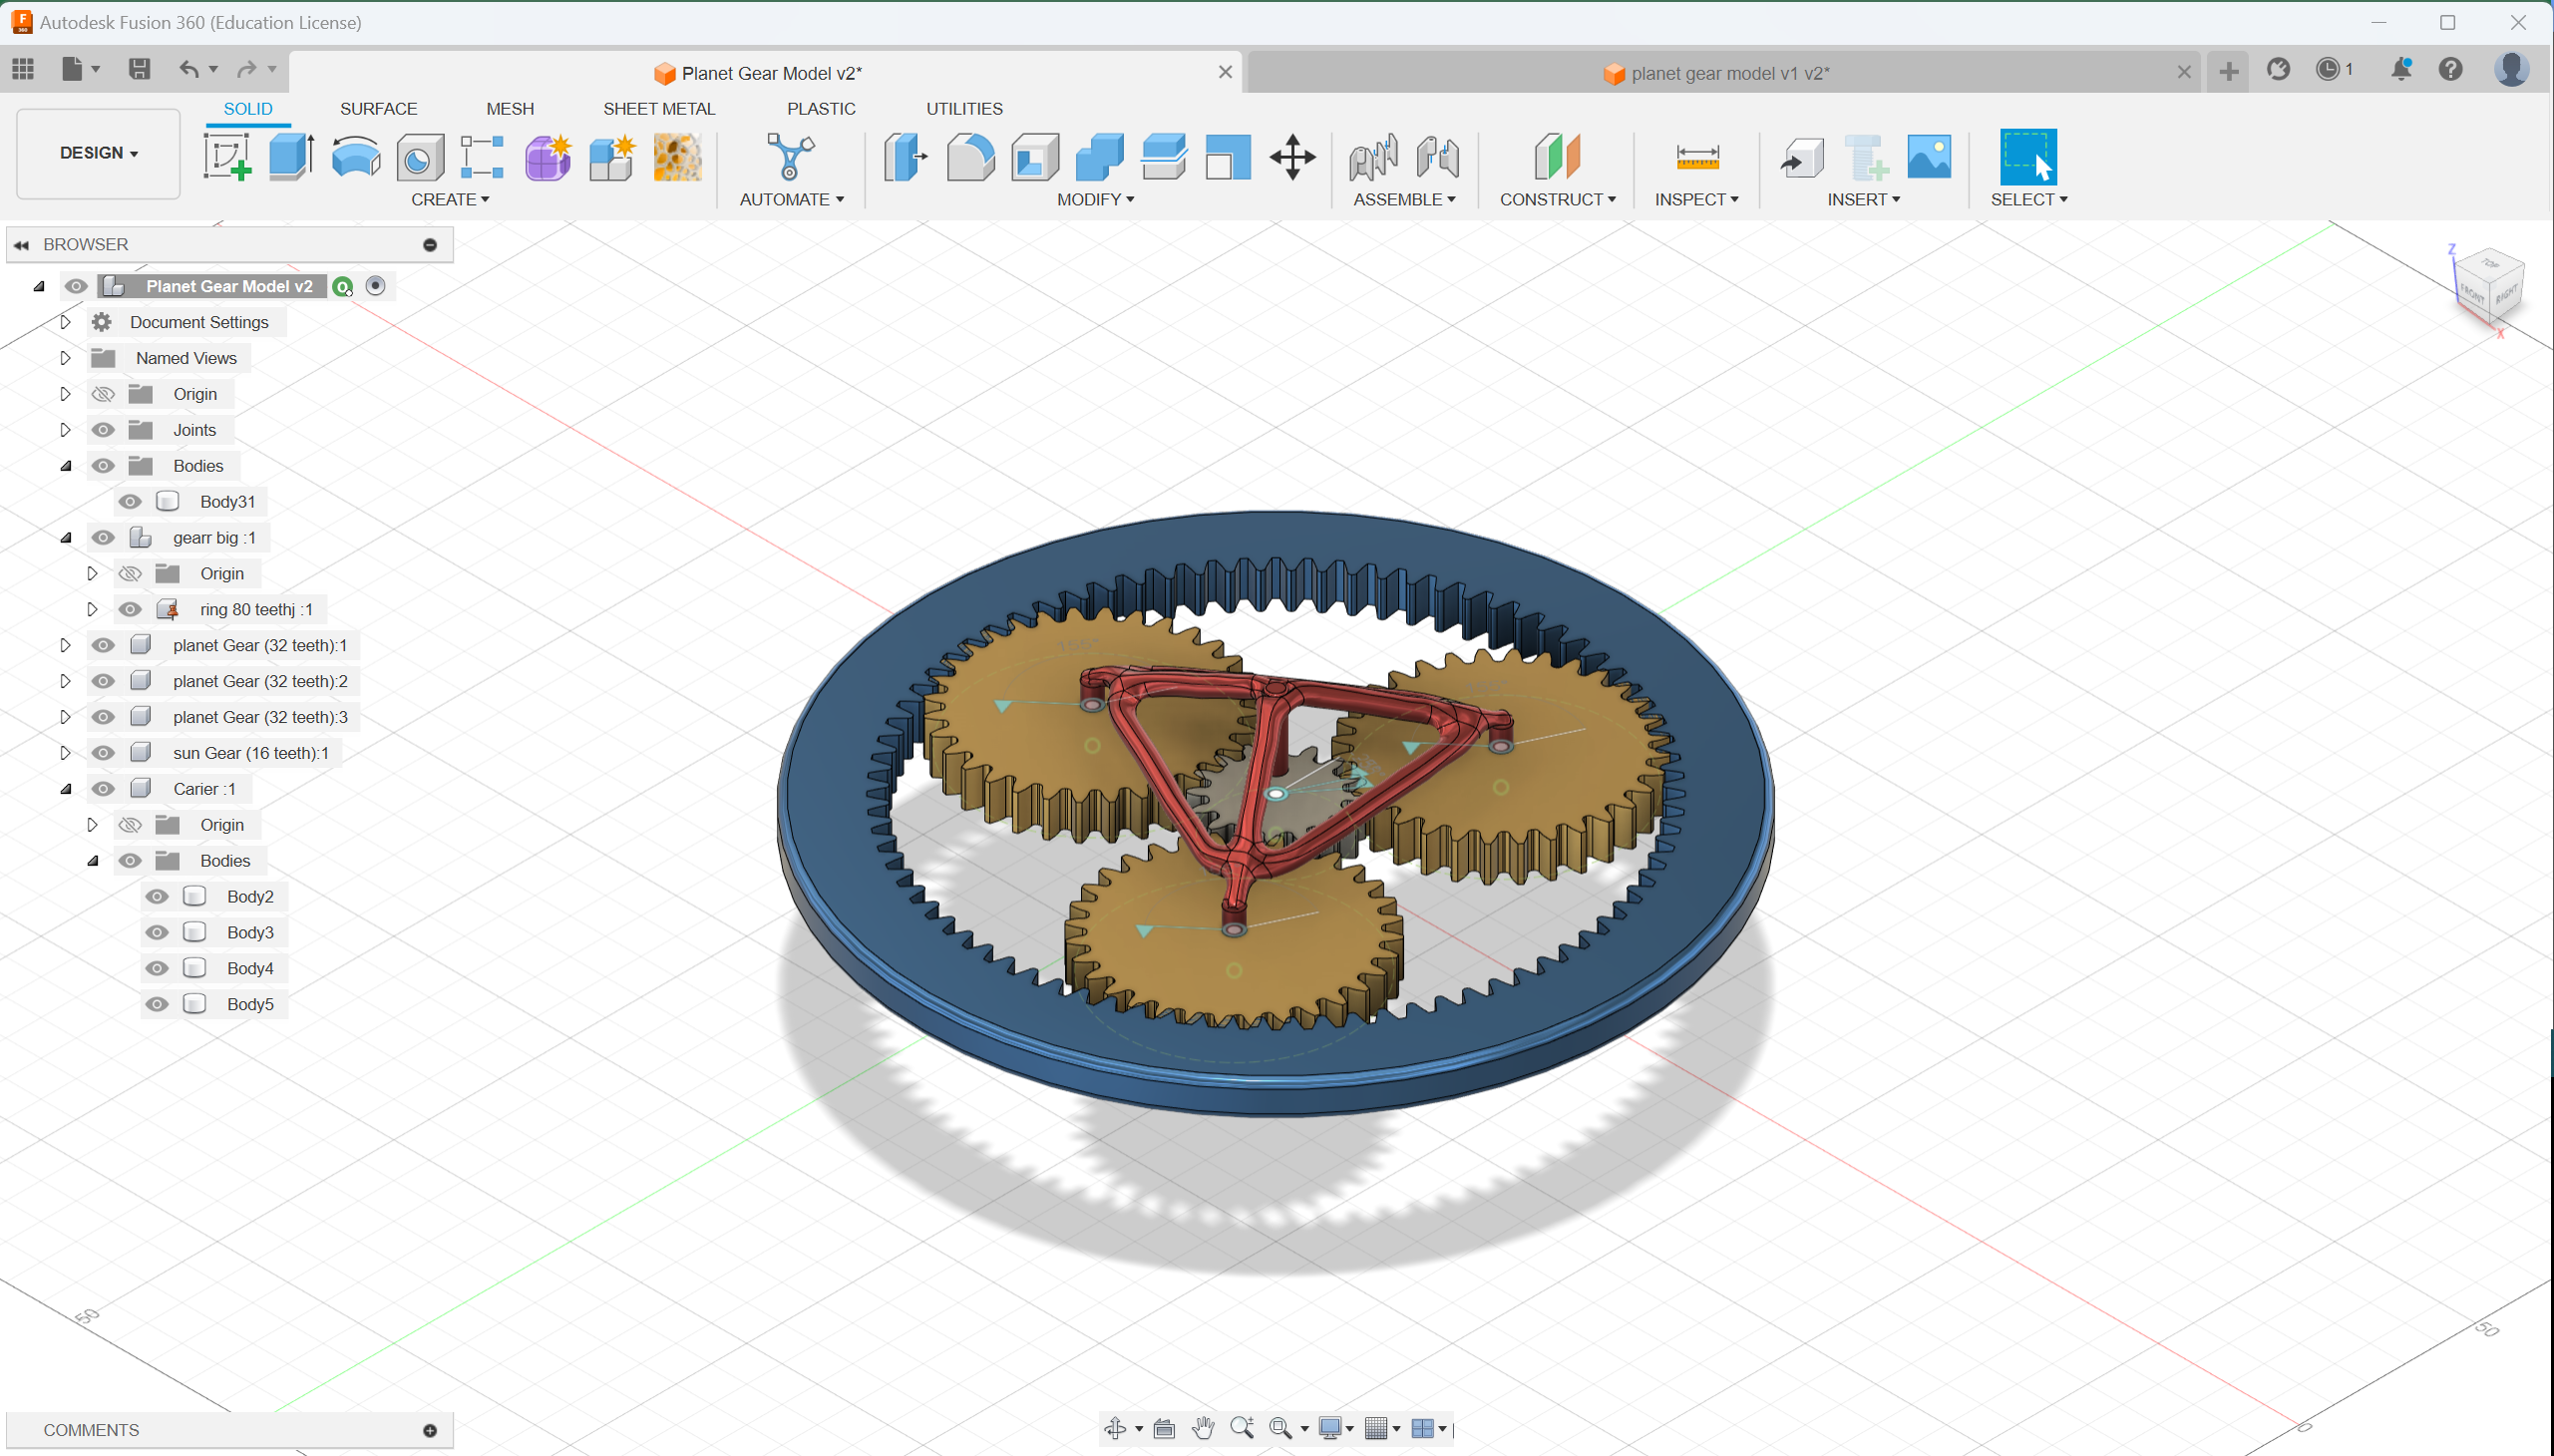 Autodesk Fusion 360 (Education License)
Planet Gear Model v2*
planet gear model v1 v2*
1
SOLID SURFACE MESH SHEET METAL PLASTIC UTILITIES
DESIGN
CREATE AUTOMATE MODIFY ASSEMBLE CONSTRUCT INSPECT INSERT SELECT
BROWSER
Planet Gear Model v2
Document Settings
Named Views
Origin
Joints
Bodies
Body31
gearr big :1
Origin
ring 80 teethj :1
planet Gear (32 teeth):1
planet Gear (32 teeth):2
planet Gear (32 teeth):3
sun Gear (16 teeth):1
Carier :1
Origin
Bodies
Body2
Body3
Body4
Body5
Z
TOP
FRONT
RIGHT
X
50
50
0
COMMENTS